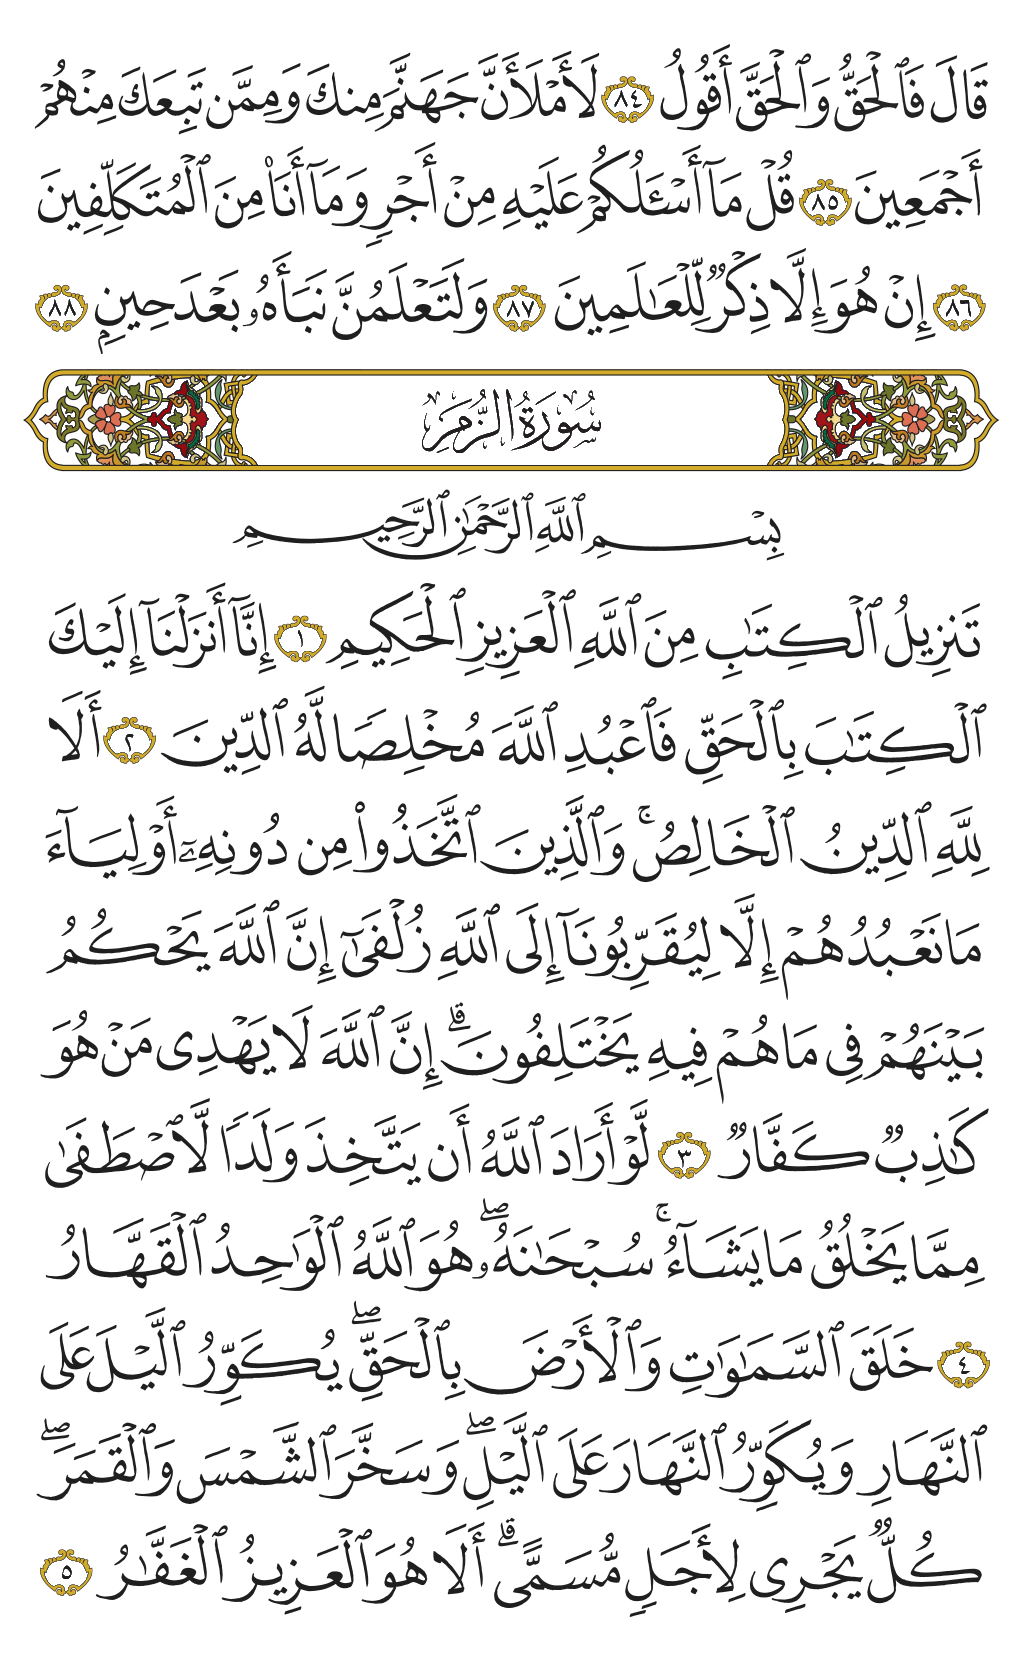 قَالَ فَٱلْحَقُّ وَٱلْحَقَّ أَقُولُ ٨٤ لَأَمْلَأَنَّ جَهَنَّمَ مِنكَ وَمِمَّن تَبِعَكَ مِنْهُمْ
أَجْمَعِينَ ٨٥ قُلْ مَآ أَسْـَٔلُكُمْ عَلَيْهِ مِنْ أَجْرٍ وَمَآ أَنَا۠ مِنَ ٱلْمُتَكَلِّفِينَ
٨٦ إِنْ هُوَ إِلَّا ذِكْرٌ لِّلْعَـٰلَمِينَ ٨٧ وَلَتَعْلَمُنَّ نَبَأَهُۥ بَعْدَ حِينٍۭ ٨٨
سُورَةُ الزُّمَرِ
بِسْمِ ٱللَّهِ ٱلرَّحْمَـٰنِ ٱلرَّحِيمِ
تَنزِيلُ ٱلْكِتَـٰبِ مِنَ ٱللَّهِ ٱلْعَزِيزِ ٱلْحَكِيمِ ١ إِنَّآ أَنزَلْنَآ إِلَيْكَ
ٱلْكِتَـٰبَ بِٱلْحَقِّ فَٱعْبُدِ ٱللَّهَ مُخْلِصًا لَّهُ ٱلدِّينَ ٢ أَلَا
لِلَّهِ ٱلدِّينُ ٱلْخَالِصُ ۚ وَٱلَّذِينَ ٱتَّخَذُوا۟ مِن دُونِهِۦٓ أَوْلِيَآءَ
مَا نَعْبُدُهُمْ إِلَّا لِيُقَرِّبُونَآ إِلَى ٱللَّهِ زُلْفَىٰٓ إِنَّ ٱللَّهَ يَحْكُمُ
بَيْنَهُمْ فِى مَا هُمْ فِيهِ يَخْتَلِفُونَ ۗ إِنَّ ٱللَّهَ لَا يَهْدِى مَنْ هُوَ
كَـٰذِبٌ كَفَّارٌ ٣ لَّوْ أَرَادَ ٱللَّهُ أَن يَتَّخِذَ وَلَدًا لَّٱصْطَفَىٰ
مِمَّا يَخْلُقُ مَا يَشَآءُ ۚ سُبْحَـٰنَهُۥ ۖ هُوَ ٱللَّهُ ٱلْوَٰحِدُ ٱلْقَهَّارُ
٤ خَلَقَ ٱلسَّمَـٰوَٰتِ وَٱلْأَرْضَ بِٱلْحَقِّ ۖ يُكَوِّرُ ٱلَّيْلَ عَلَى
ٱلنَّهَارِ وَيُكَوِّرُ ٱلنَّهَارَ عَلَى ٱلَّيْلِ ۖ وَسَخَّرَ ٱلشَّمْسَ وَٱلْقَمَرَ ۖ
كُلٌّ يَجْرِى لِأَجَلٍ مُّسَمًّى ۗ أَلَا هُوَ ٱلْعَزِيزُ ٱلْغَفَّـٰرُ ٥